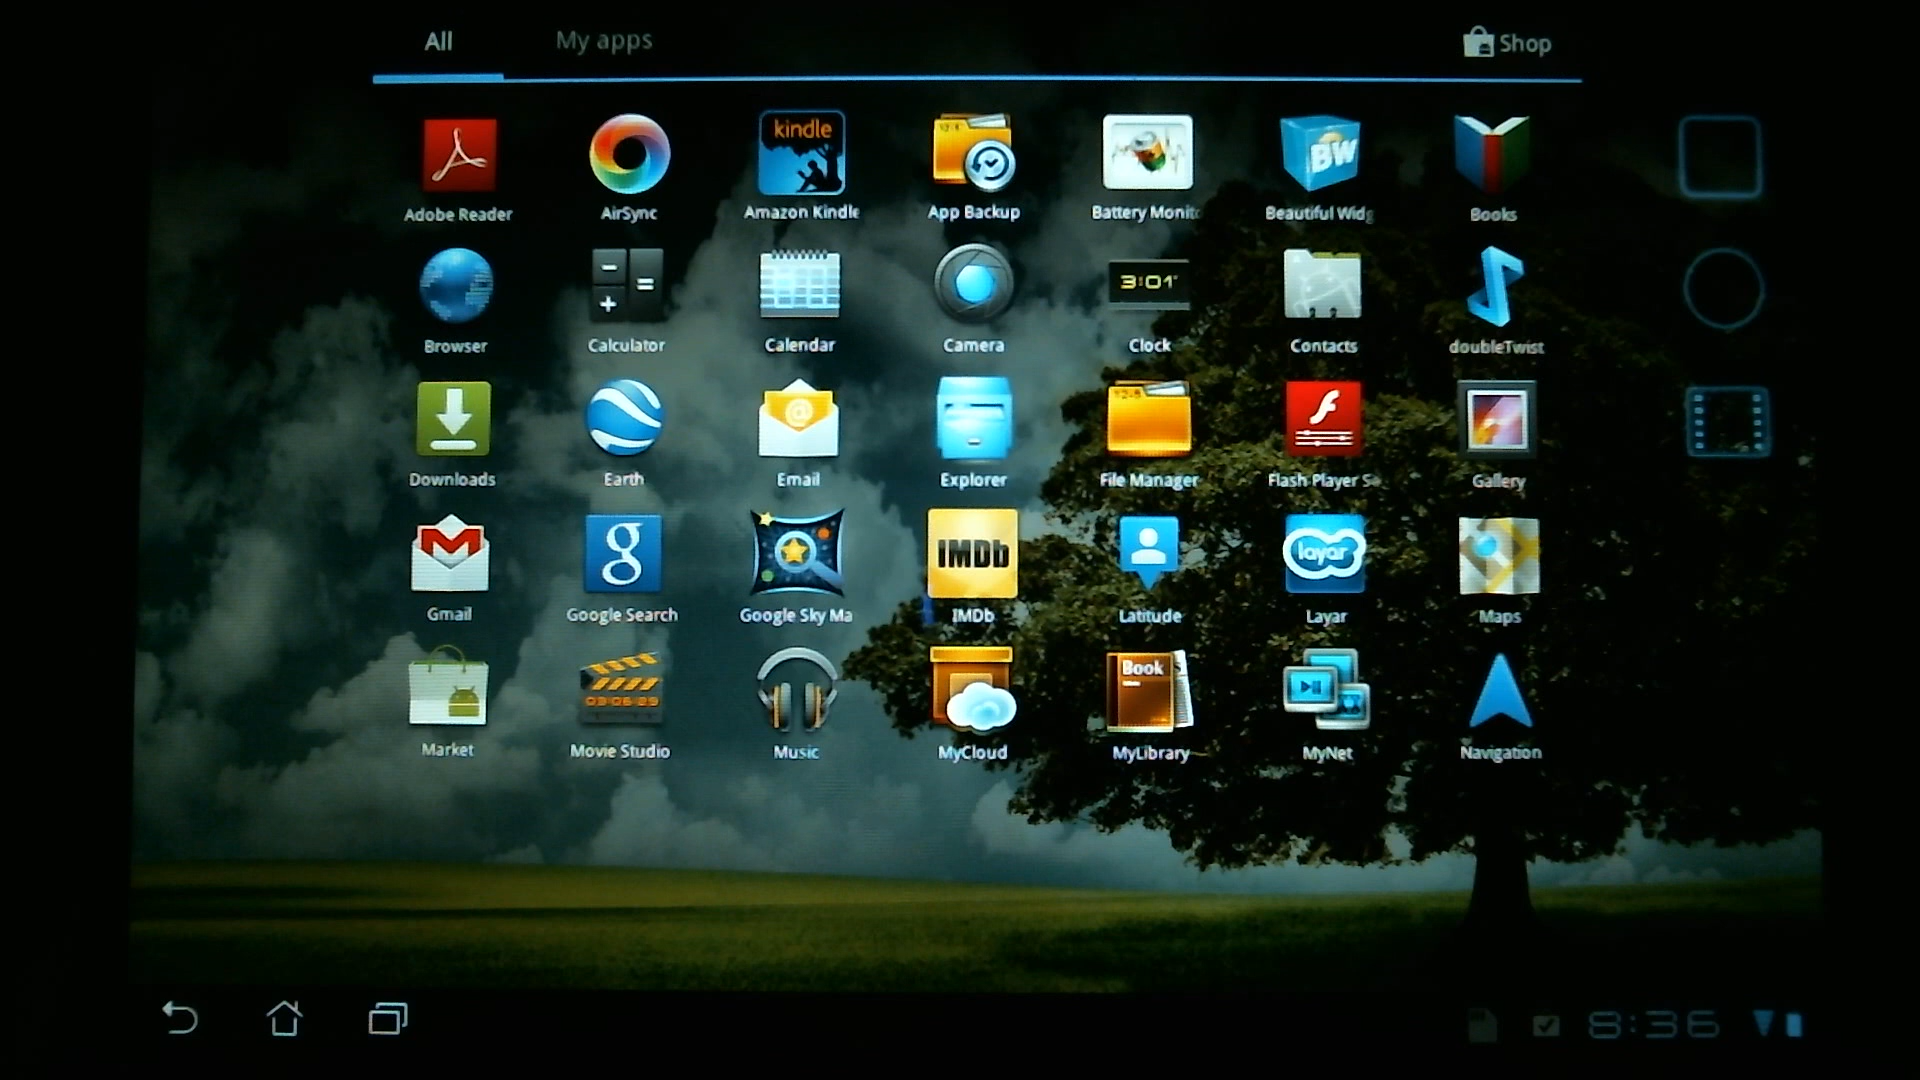 All
My apps
Shop
kindle
BW
Adobe Reader
AirSync
Amazon Kindle
App Backup
Battery Monito
Beautiful Widg
Books
3:01
Browser
Calculator
Calendar
Camera
Clock
Contacts
doubleTwist
Downloads
Earth
Email
Explorer
File Manager
Flash Player Se
Gallery
g
IMDb
layar
Gmail
Google Search
Google Sky Ma
IMDb
Latitude
Layar
Maps
Book
Market
Movie Studio
Music
MyCloud
MyLibrary
MyNet
Navigation
8:36